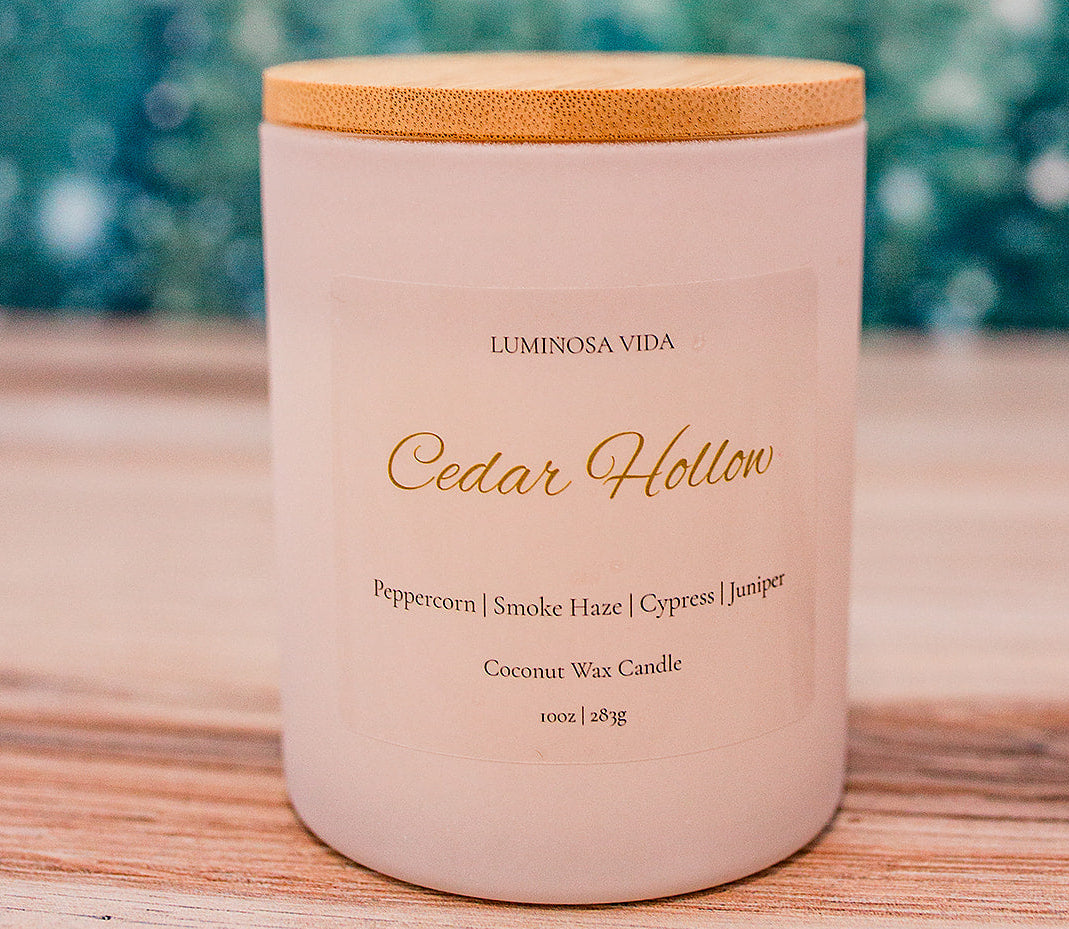 LUMINOSA VIDA
Cedar Hollow
Peppercorn | Smoke Haze | Cypress | Juniper
Coconut Wax Candle
10oz | 283g